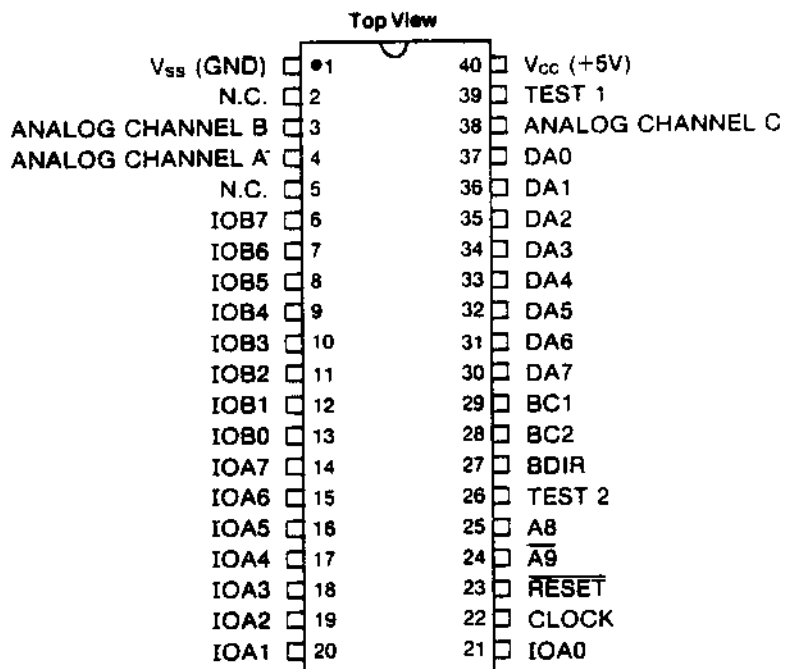 Top View
Vss (GND) 1 40 Vcc (+5V)
N.C. 2 39 TEST 1
ANALOG CHANNEL B 3 38 ANALOG CHANNEL C
ANALOG CHANNEL A 4 37 DA0
N.C. 5 36 DA1
IOB7 6 35 DA2
IOB6 7 34 DA3
IOB5 8 33 DA4
IOB4 9 32 DA5
IOB3 10 31 DA6
IOB2 11 30 DA7
IOB1 12 29 BC1
IOB0 13 28 BC2
IOA7 14 27 BDIR
IOA6 15 26 TEST 2
IOA5 16 25 A8
IOA4 17 24 A̅9̅
IOA3 18 23 R̅E̅S̅E̅T̅
IOA2 19 22 CLOCK
IOA1 20 21 IOA0